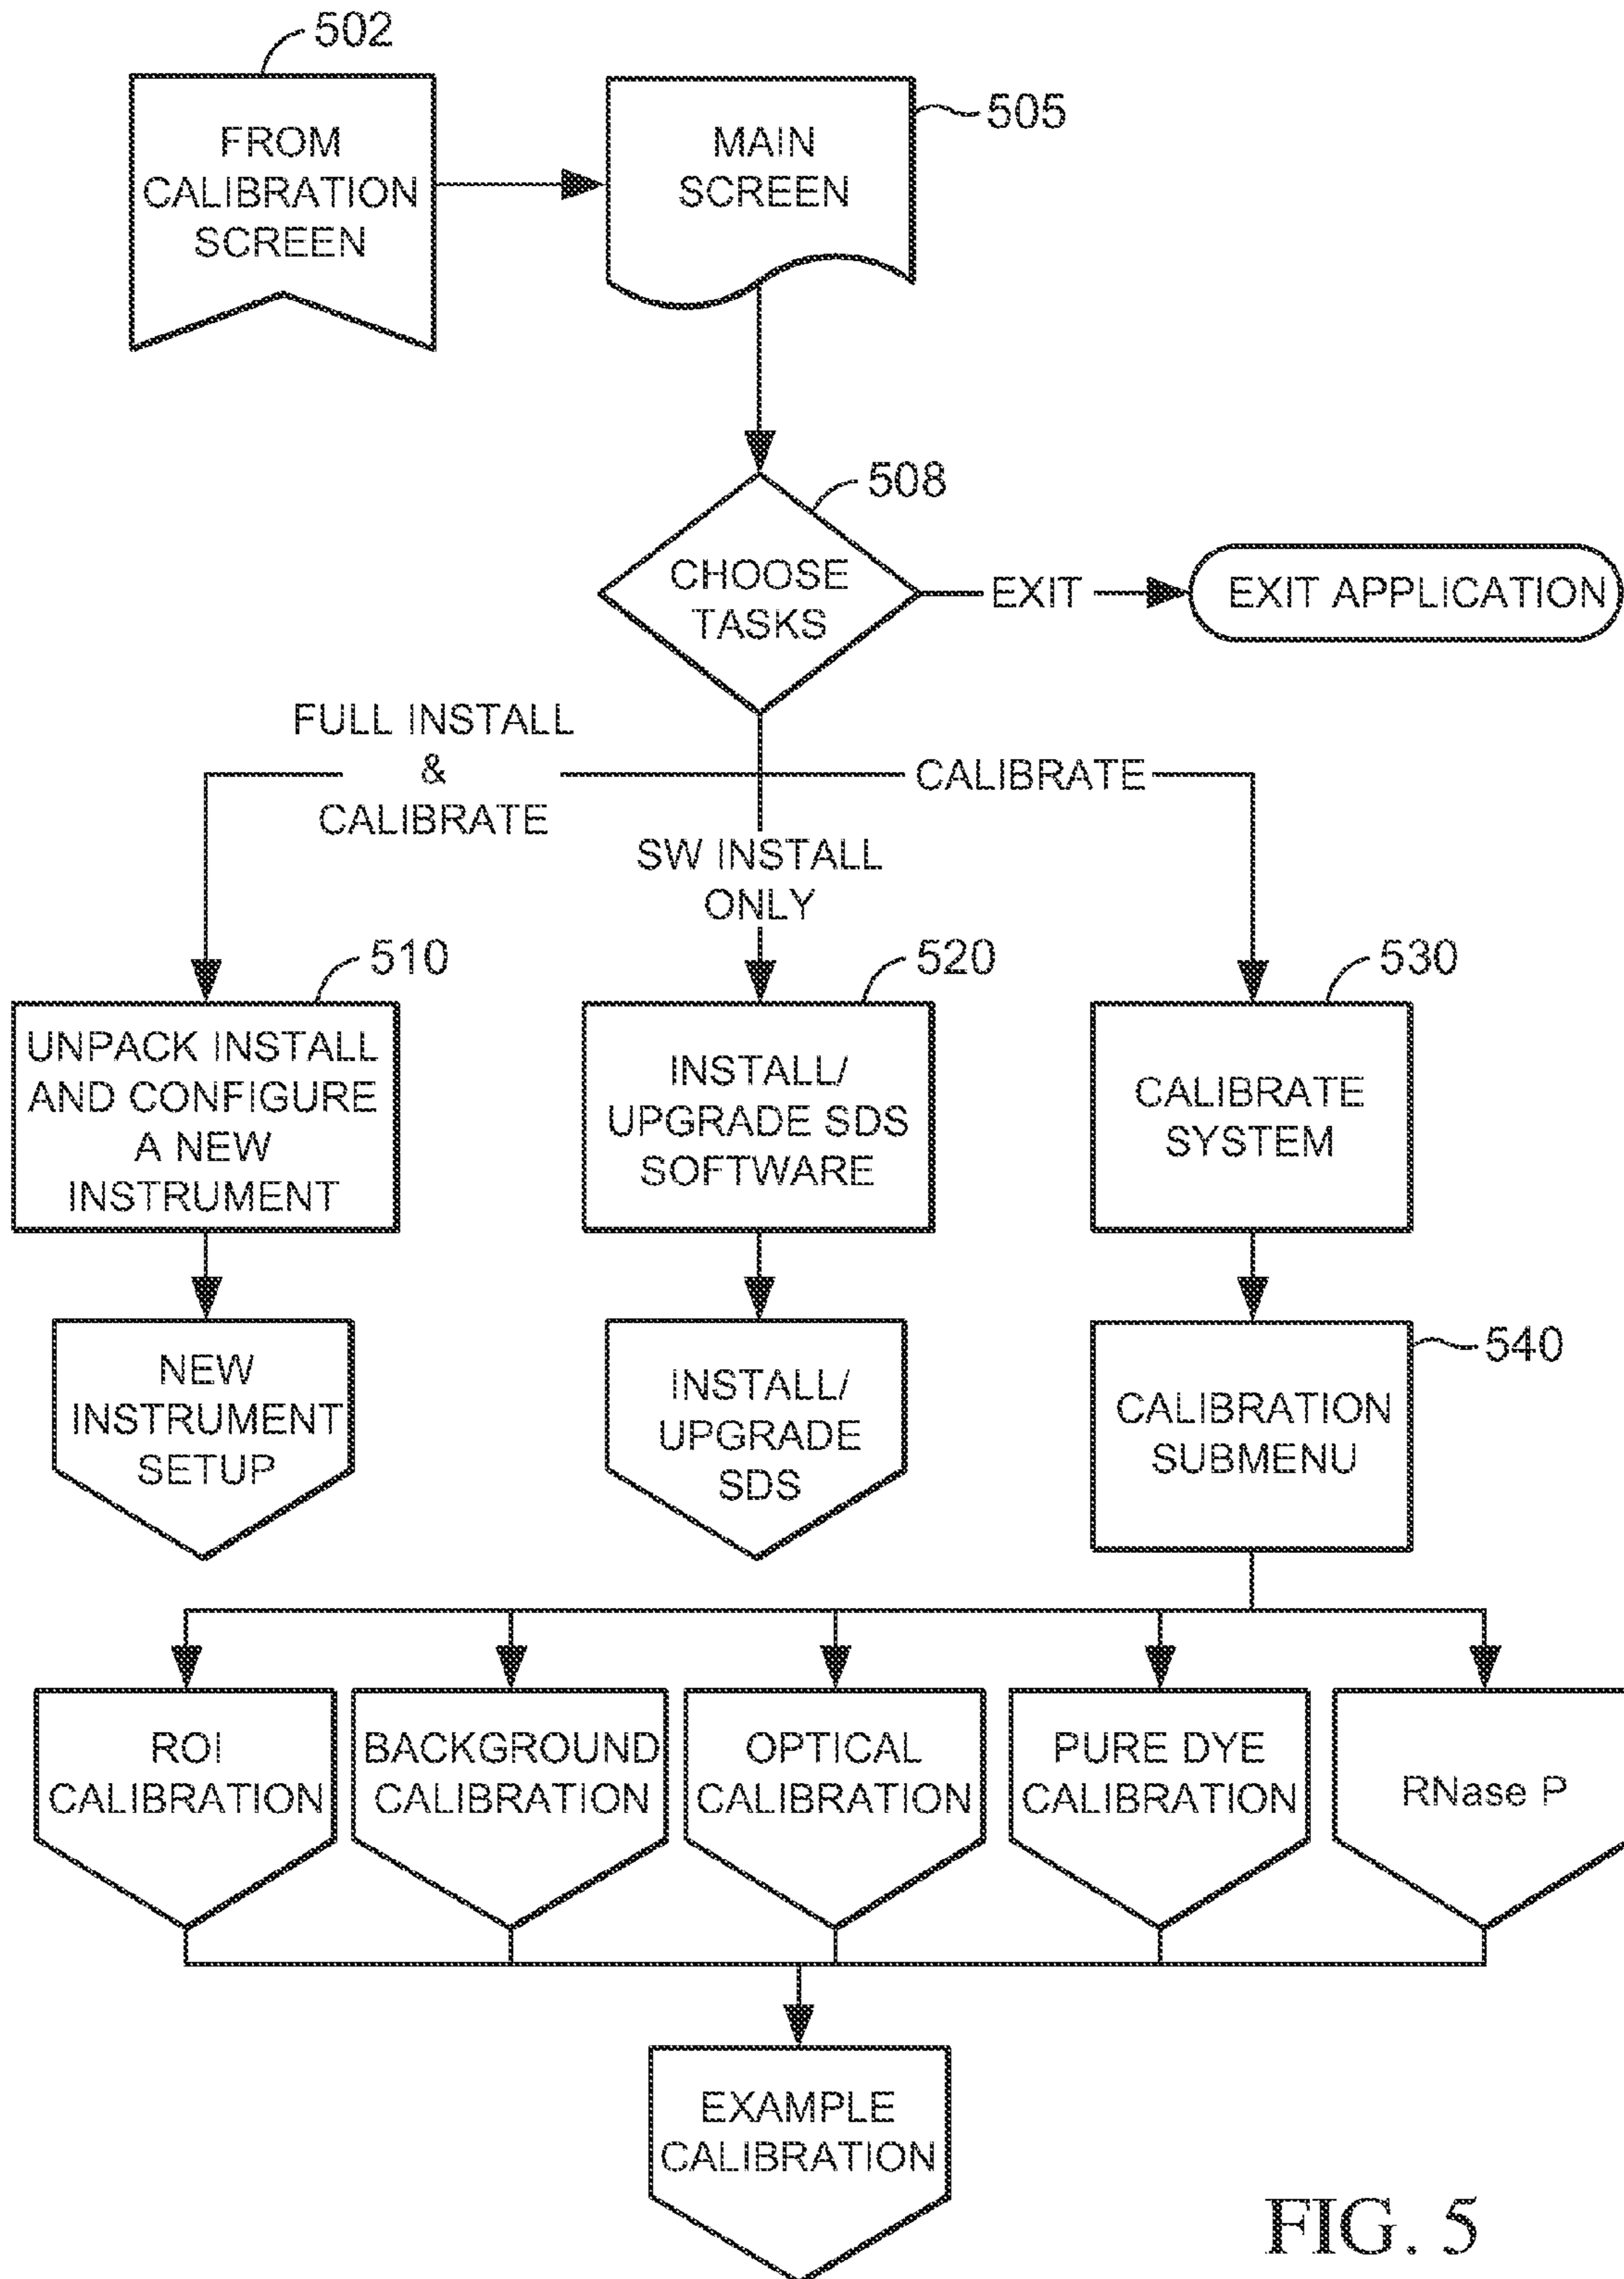 502
FROM
CALIBRATION
SCREEN
MAIN
SCREEN
505
508
CHOOSE
TASKS
EXIT
EXIT APPLICATION
FULL INSTALL
&
CALIBRATE
SW INSTALL
ONLY
CALIBRATE
510
UNPACK INSTALL
AND CONFIGURE
A NEW
INSTRUMENT
520
INSTALL/
UPGRADE SDS
SOFTWARE
530
CALIBRATE
SYSTEM
NEW
INSTRUMENT
SETUP
INSTALL/
UPGRADE
SDS
540
CALIBRATION
SUBMENU
ROI
CALIBRATION
BACKGROUND
CALIBRATION
OPTICAL
CALIBRATION
PURE DYE
CALIBRATION
RNase P
EXAMPLE
CALIBRATION
FIG. 5